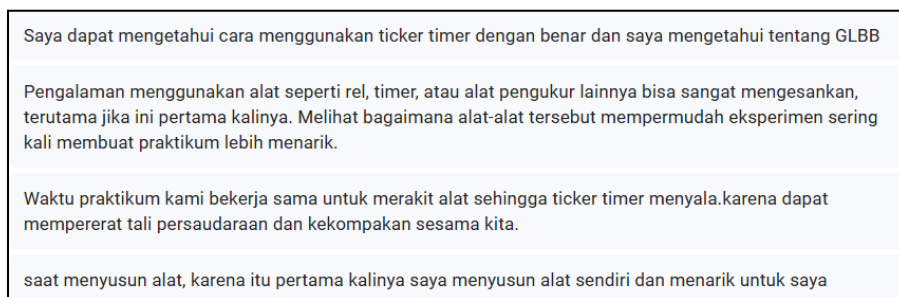 Saya dapat mengetahui cara menggunakan ticker timer dengan benar dan saya mengetahui tentang GLBB
Pengalaman menggunakan alat seperti rel, timer, atau alat pengukur lainnya bisa sangat mengesankan,
terutama jika ini pertama kalinya. Melihat bagaimana alat-alat tersebut mempermudah eksperimen sering
kali membuat praktikum lebih menarik.
Waktu praktikum kami bekerja sama untuk merakit alat sehingga ticker timer menyala.karena dapat
mempererat tali persaudaraan dan kekompakan sesama kita.
saat menyusun alat, karena itu pertama kalinya saya menyusun alat sendiri dan menarik untuk saya